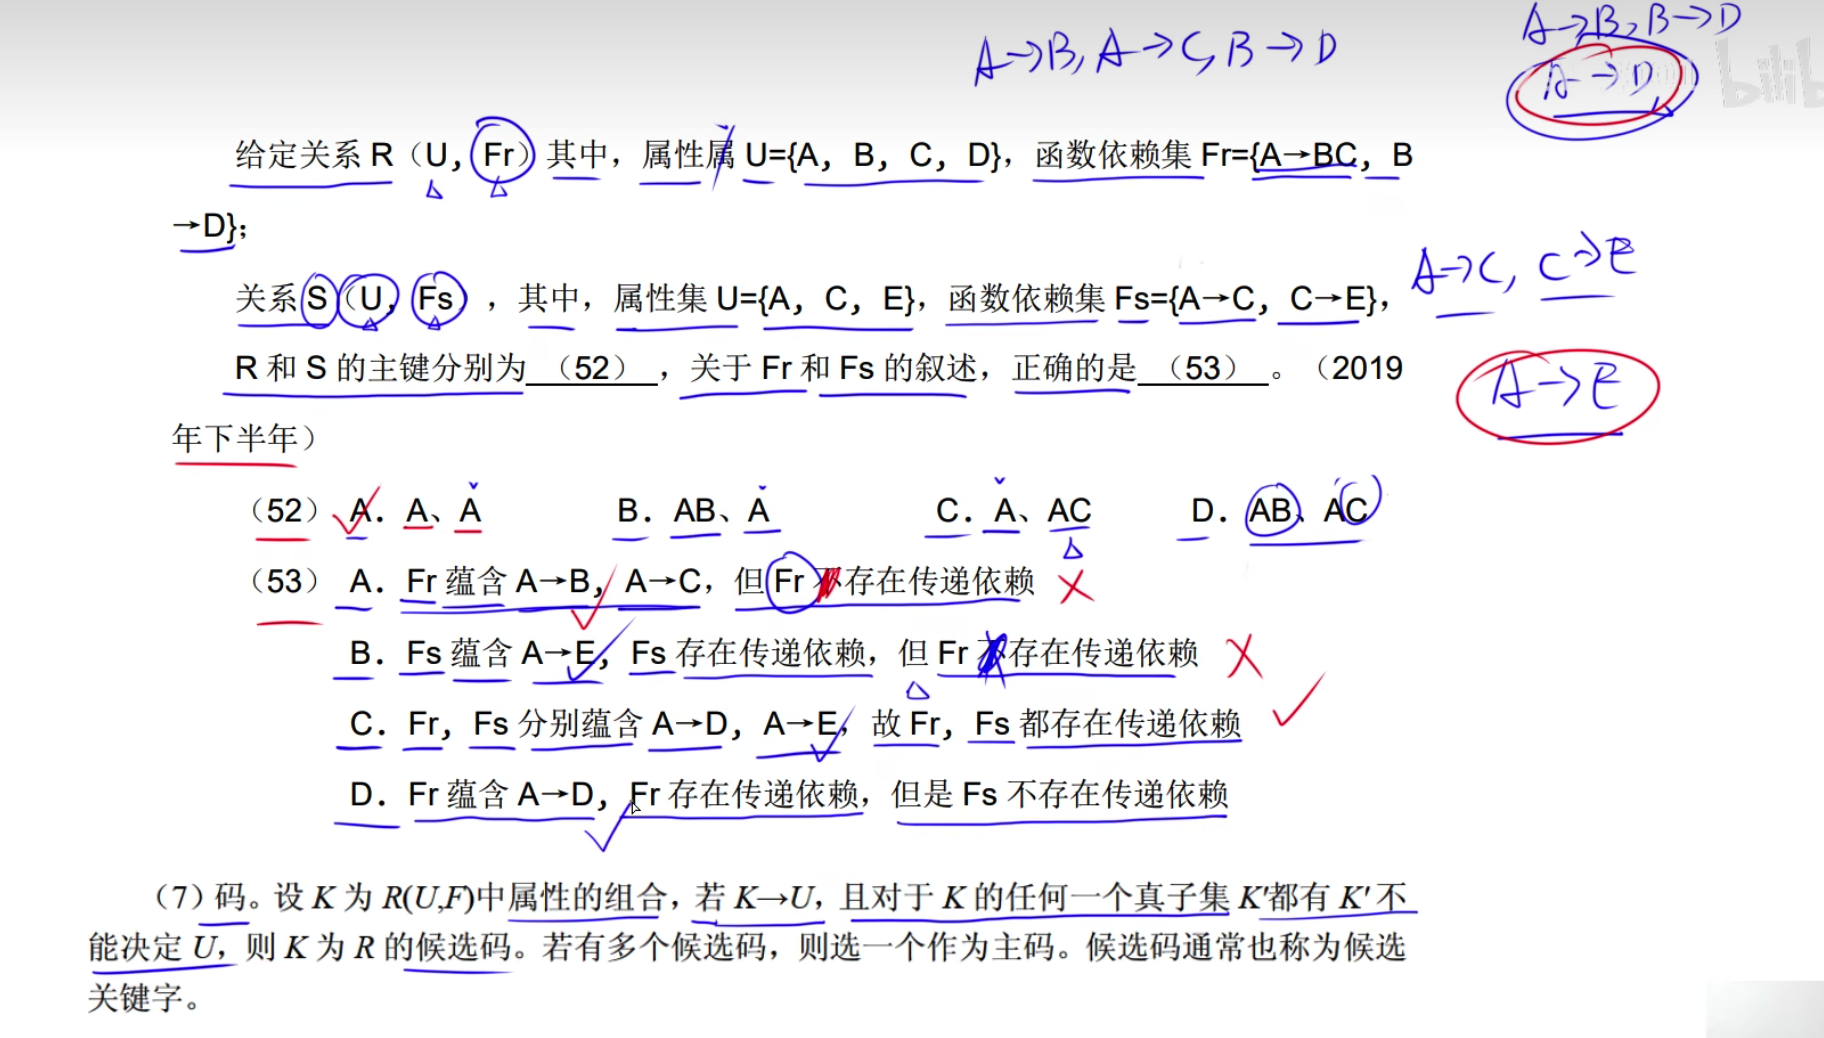 A→B, A→C, B→D
A→B, B→D
A→D
bilib
给定关系 R（U，Fr）其中，属性属 U={A，B，C，D}，函数依赖集 Fr={A→BC，B
→D}；
关系 S（U，Fs），其中，属性集 U={A，C，E}，函数依赖集 Fs={A→C，C→E}，
A→C, C→E
R 和 S 的主键分别为（52），关于 Fr 和 Fs 的叙述，正确的是（53）。（2019
A→E
年下半年）
（52）A．A、A B．AB、A C．A、AC D．AB、AC
（53）A．Fr 蕴含 A→B，A→C，但 Fr 不存在传递依赖
B．Fs 蕴含 A→E，Fs 存在传递依赖，但 Fr 不存在传递依赖
C．Fr，Fs 分别蕴含 A→D，A→E，故 Fr，Fs 都存在传递依赖
D．Fr 蕴含 A→D，Fr 存在传递依赖，但是 Fs 不存在传递依赖
（7）码。设 K 为 R(U,F)中属性的组合，若 K→U，且对于 K 的任何一个真子集 K′都有 K′不
能决定 U，则 K 为 R 的候选码。若有多个候选码，则选一个作为主码。候选码通常也称为候选
关键字。